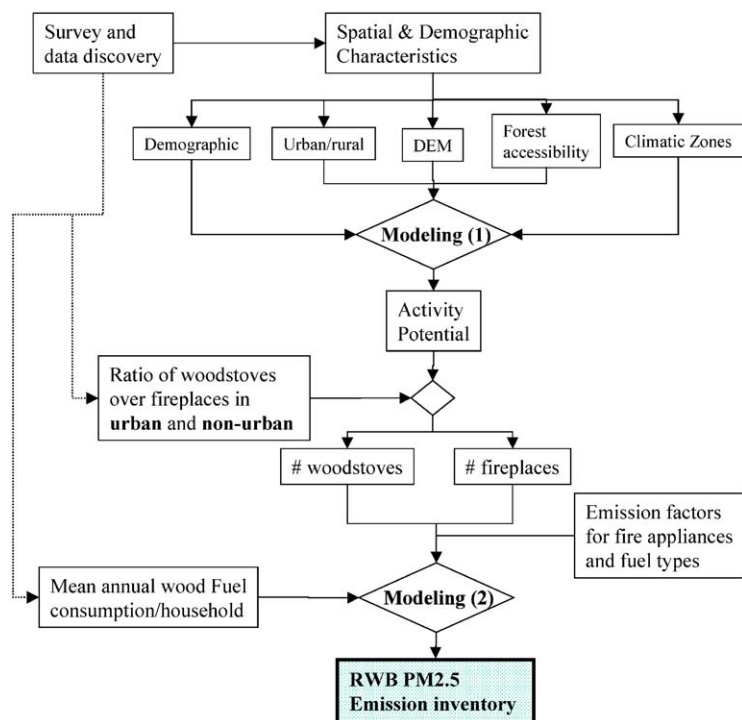 Survey and
data discovery
Spatial & Demographic
Characteristics
Demographic
Urban/rural
DEM
Forest
accessibility
Climatic Zones
Modeling (1)
Activity
Potential
Ratio of woodstoves
over fireplaces in
urban and non-urban
# woodstoves
# fireplaces
Emission factors
for fire appliances
and fuel types
Mean annual wood Fuel
consumption/household
Modeling (2)
RWB PM2.5
Emission inventory